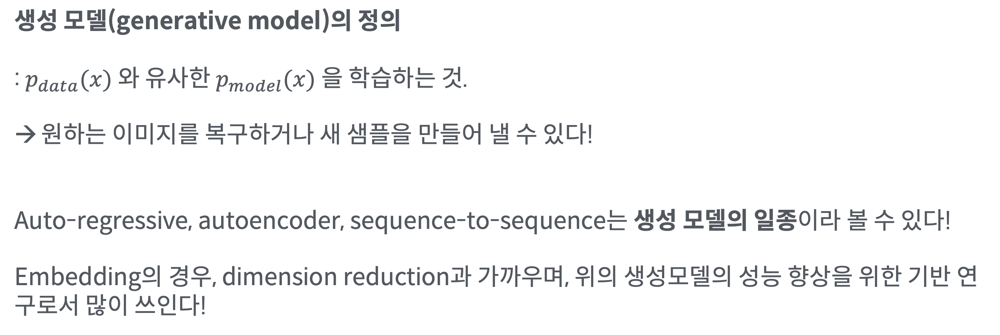 생성 모델(generative model)의 정의
: p_data(x) 와 유사한 p_model(x) 을 학습하는 것.
→ 원하는 이미지를 복구하거나 새 샘플을 만들어 낼 수 있다!
Auto-regressive, autoencoder, sequence-to-sequence는 생성 모델의 일종이라 볼 수 있다!
Embedding의 경우, dimension reduction과 가까우며, 위의 생성모델의 성능 향상을 위한 기반 연
구로서 많이 쓰인다!